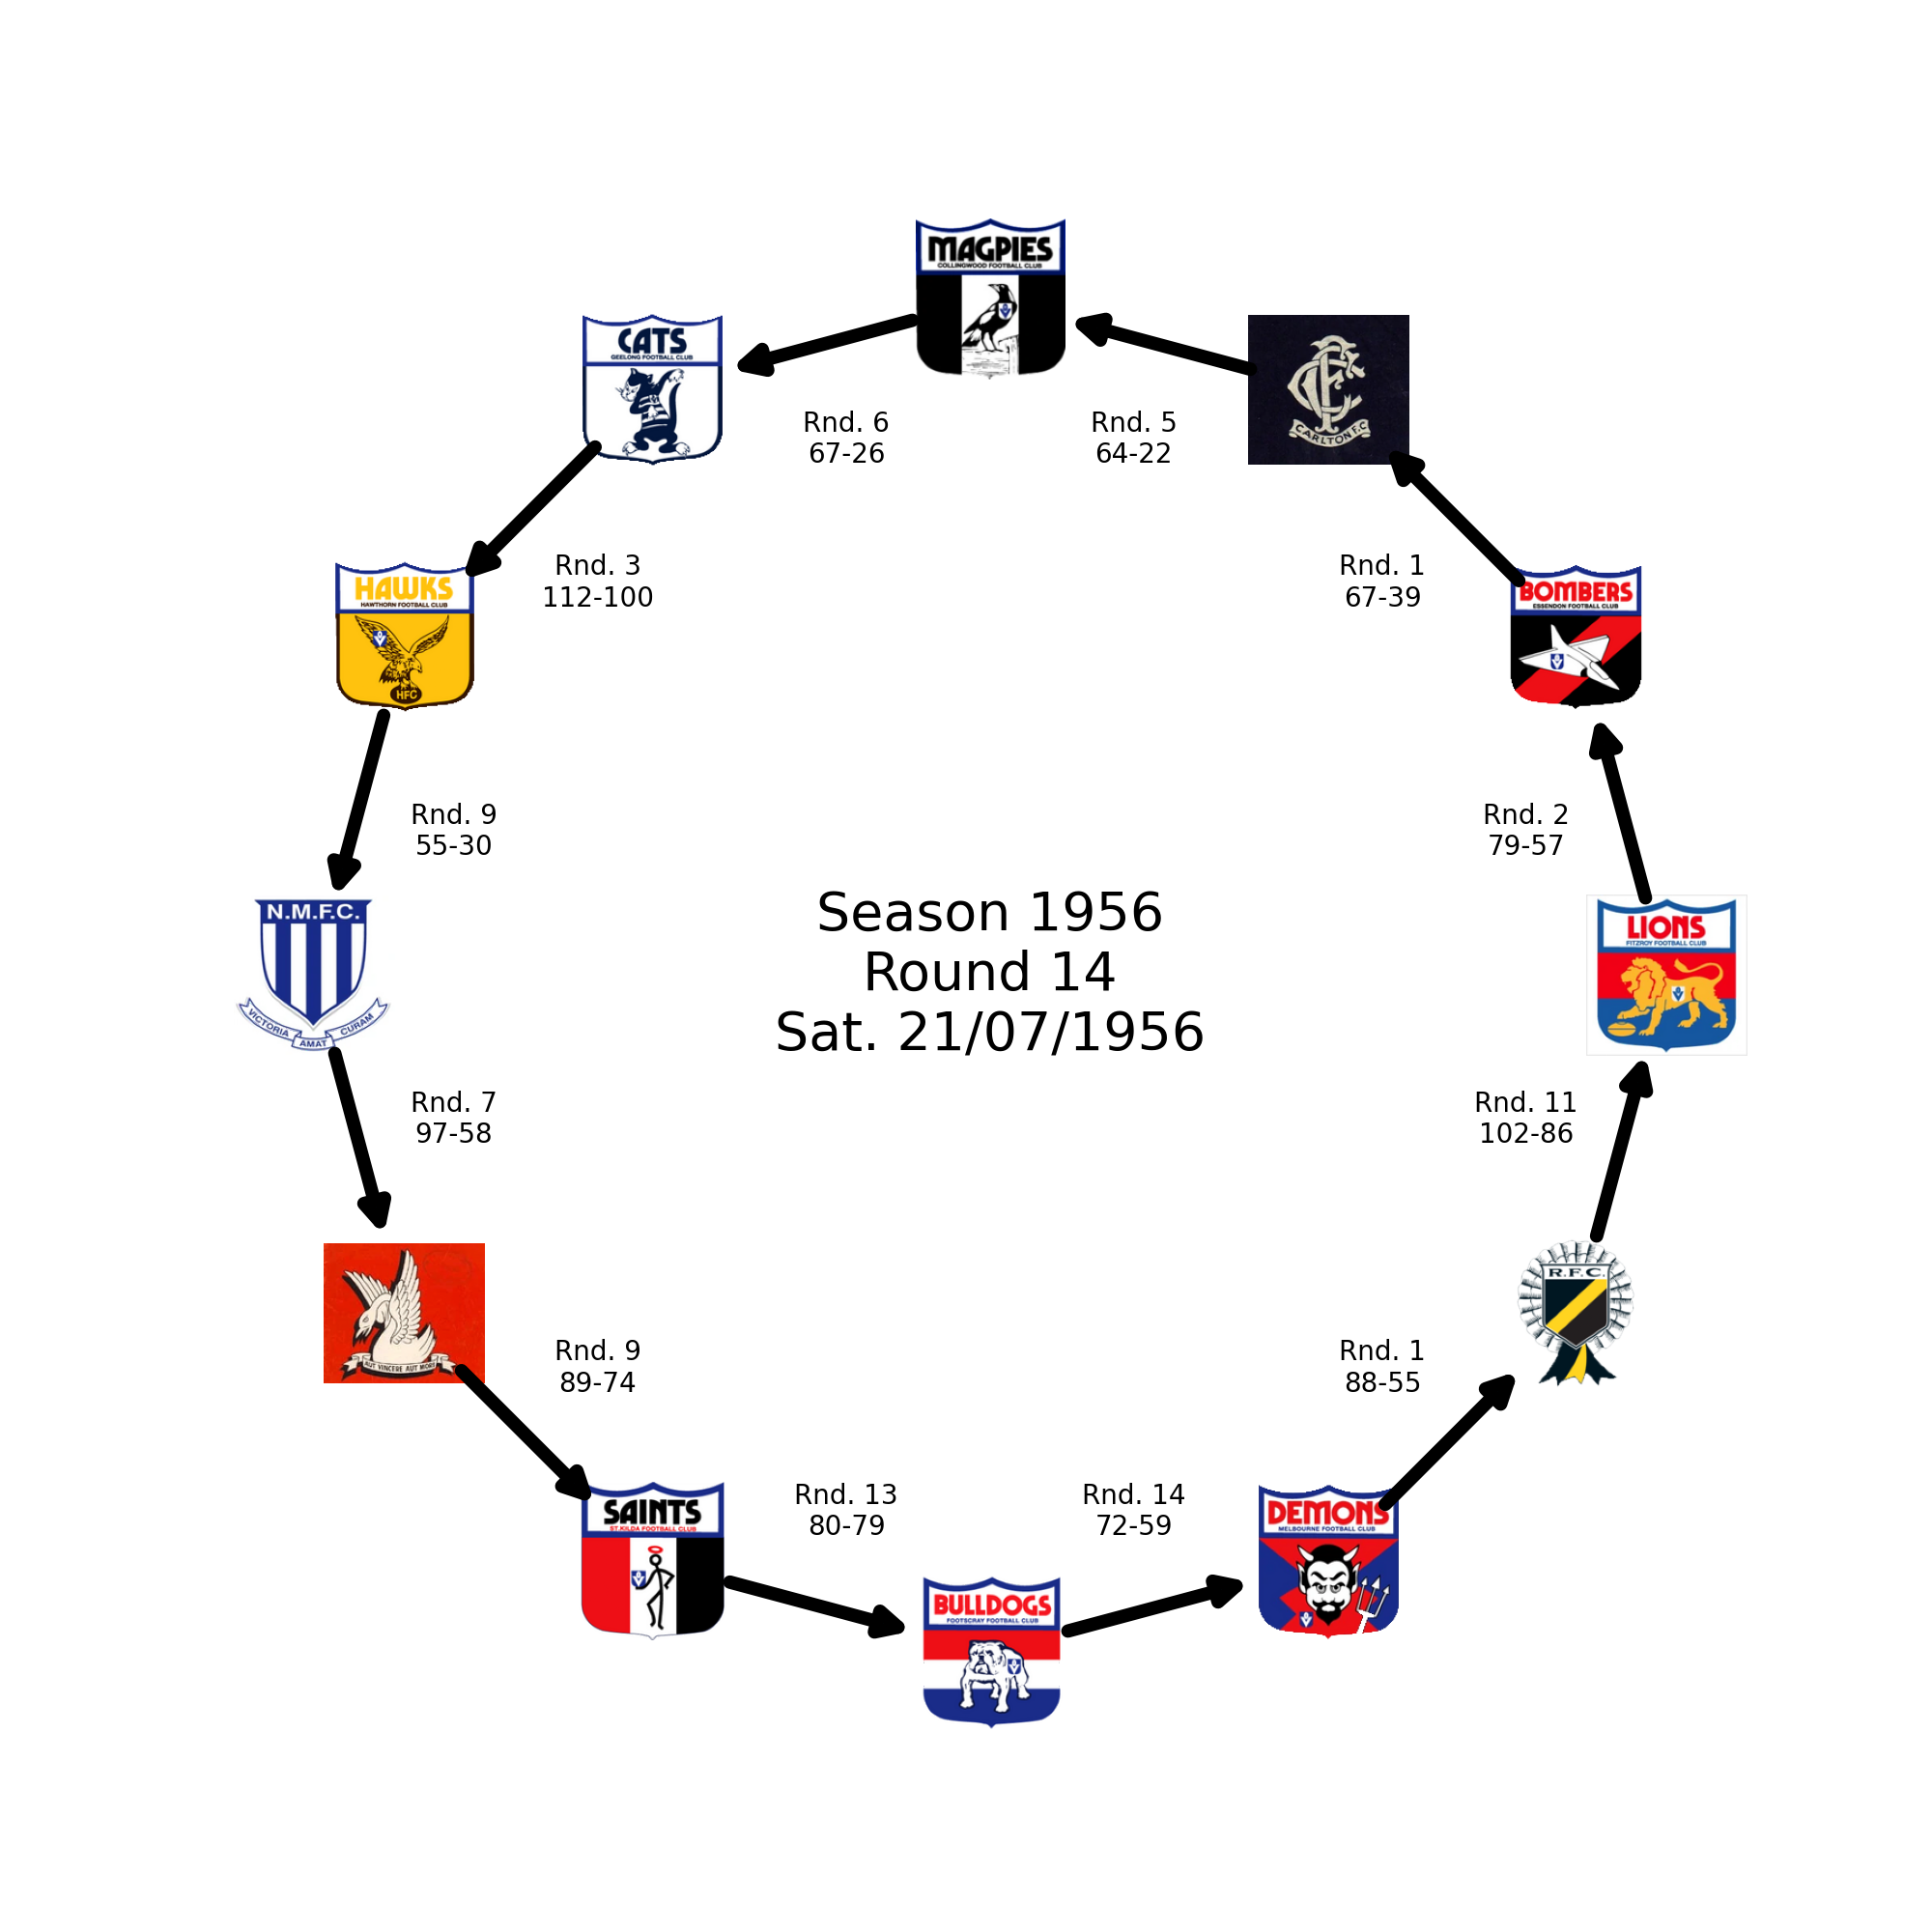 MAGPIES
COLLINGWOOD FOOTBALL CLUB
CATS
GEELONG FOOTBALL CLUB
CARLTON F.C
Rnd. 6
67-26
Rnd. 5
64-22
HAWKS
HAWTHORN FOOTBALL CLUB
HFC
Rnd. 3
112-100
Rnd. 1
67-39
BOMBERS
ESSENDON FOOTBALL CLUB
Rnd. 9
55-30
Rnd. 2
79-57
N.M.F.C.
VICTORIA AMAT CURAM
Season 1956
Round 14
Sat. 21/07/1956
LIONS
FITZROY FOOTBALL CLUB
Rnd. 7
97-58
Rnd. 11
102-86
AUT VINCERE AUT MORI
R.F.C.
Rnd. 9
89-74
Rnd. 1
88-55
SAINTS
ST.KILDA FOOTBALL CLUB
Rnd. 13
80-79
Rnd. 14
72-59
DEMONS
MELBOURNE FOOTBALL CLUB
BULLDOGS
FOOTSCRAY FOOTBALL CLUB